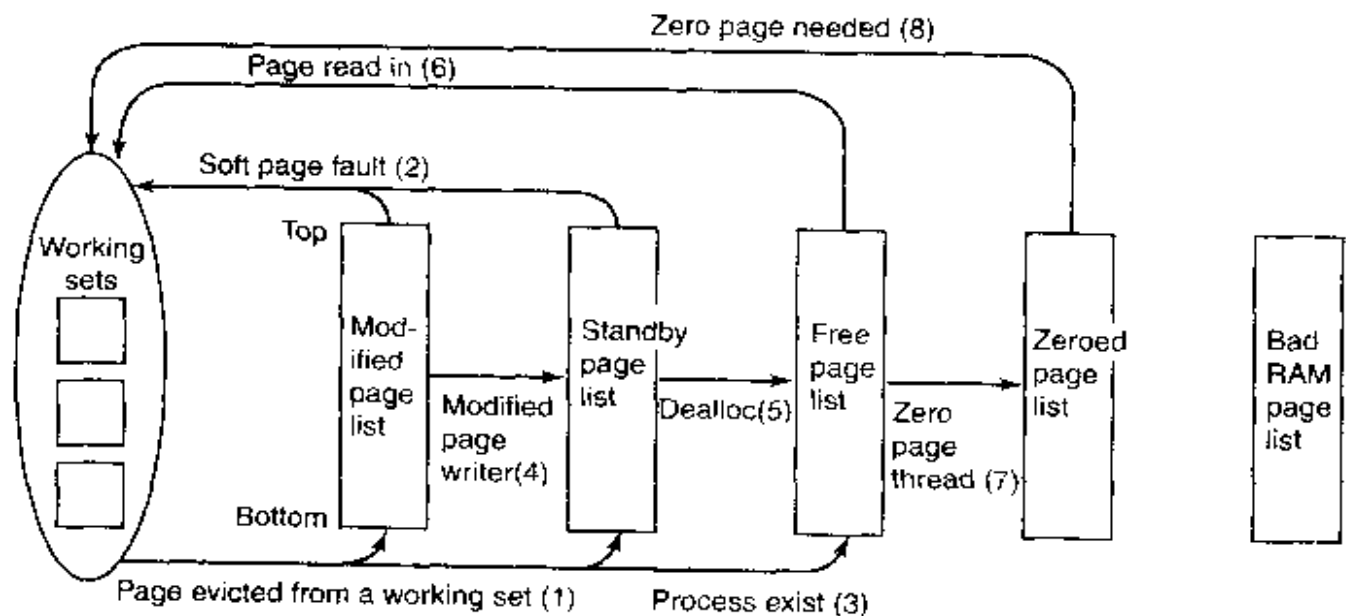 Zero page needed (8)
Page read in (6)
Soft page fault (2)
Top
Working
sets
Mod-
ified
page
list
Standby
page
list
Free
page
list
Zeroed
page
list
Bad
RAM
page
list
Modified
page
writer(4)
Dealloc(5)
Zero
page
thread (7)
Bottom
Page evicted from a working set (1)
Process exist (3)